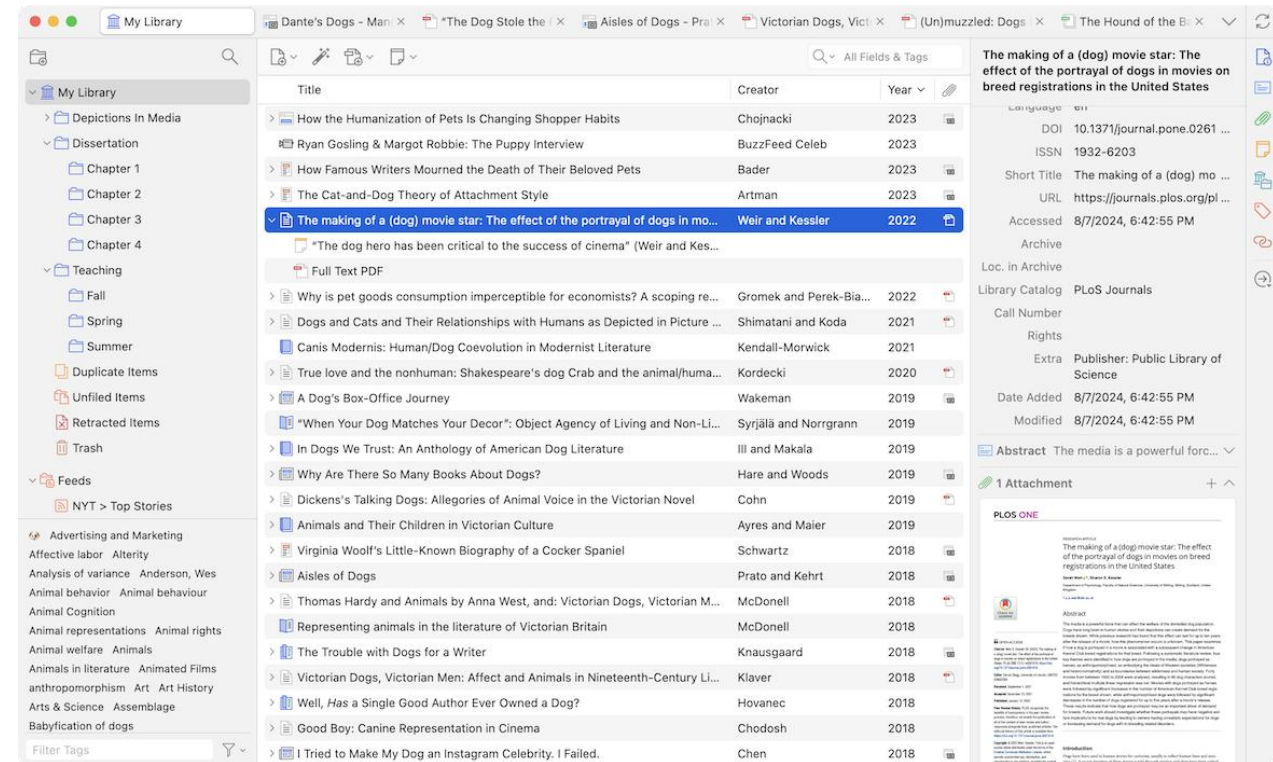 My Library
Dante's Dogs - Man
"The Dog Stole the
Aisles of Dogs - Pra
Victorian Dogs, Vict
(Un)muzzled: Dogs
The Hound of the Ba
All Fields & Tags
My Library
Depictions In Media
Dissertation
Chapter 1
Chapter 2
Chapter 3
Chapter 4
Teaching
Fall
Spring
Summer
Duplicate Items
Unfiled Items
Retracted Items
Trash
Feeds
NYT > Top Stories
Advertising and Marketing
Affective labor Alterity
Analysis of variance Anderson, Wes
Animal behavior Animal behaviour
Animal Cognition
Animal representations Animal rights
Animal welfare Animals
Animals in literature Animated Films
anthropomorphism Art Art History
Arts & Science Assemblage
Babyfication of dogs
Filter Tags
Title Creator Year
How the Humanization of Pets Is Changing Shopper Habits Chojnacki 2023
Ryan Gosling & Margot Robbie: The Puppy Interview BuzzFeed Celeb 2023
How Famous Writers Mourned the Death of Their Beloved Pets Bader 2023
The Cat-and-Dog Theory of Attachment Style Artman 2023
The making of a (dog) movie star: The effect of the portrayal of dogs in mo... Weir and Kessler 2022
"The dog hero has been critical to the success of cinema" (Weir and Kes...
Full Text PDF
Why is pet goods consumption imperceptible for economists? A scoping re... Gromek and Perek-Bia... 2022
Dogs and Cats and Their Relationships with Humans as Depicted in Picture ... Shimatani and Koda 2021
Canis Modernis: Human/Dog Coevolution in Modernist Literature Kendall-Morwick 2021
True love and the nonhuman: Shakespeare's dog Crab and the animal/huma... Kordecki 2020
A Dog's Box-Office Journey Wakeman 2019
"When Your Dog Matches Your Decor": Object Agency of Living and Non-Li... Syrjälä and Norrgrann 2019
In Dogs We Trust: An Anthology of American Dog Literature Ill and Makala 2019
Why Are There So Many Books About Dogs? Hare and Woods 2019
Dickens's Talking Dogs: Allegories of Animal Voice in the Victorian Novel Cohn 2019
Animals and Their Children in Victorian Culture Ayres and Maier 2019
Virginia Woolf's Little-Known Biography of a Cocker Spaniel Schwartz 2018
Aisles of Dogs Prato and Kehrt 2018
Thomas Hardy's Animals by Anna West, and Victorian Dogs, Victorian M... McDonell 2018
Representing Animals in the Literature of Victorian Britain McDonell 2018
The Trouble with Dogs for Animal Studies Thausgaard 2018
Victorian Dogs, Victorian Men: Affect and Animals in Nineteenth-Century Li... Fever 2018
"He Has a Name": Existentially Owned a Dog Hovanec 2018
Your Dog's Nighttime Human Schedule Chodosh 2018
How to Make My Dog an Internet Celebrity Failed. Chen 2018
The making of a (dog) movie star: The
effect of the portrayal of dogs in movies on
breed registrations in the United States
Language en
DOI 10.1371/journal.pone.0261 ...
ISSN 1932-6203
Short Title The making of a (dog) mo ...
URL https://journals.plos.org/pl ...
Accessed 8/7/2024, 6:42:55 PM
Archive
Loc. in Archive
Library Catalog PLoS Journals
Call Number
Rights
Extra Publisher: Public Library of
Science
Date Added 8/7/2024, 6:42:55 PM
Modified 8/7/2024, 6:42:55 PM
Abstract The media is a powerful forc...
1 Attachment
PLOS ONE
RESEARCH ARTICLE
The making of a (dog) movie star: The effect
of the portrayal of dogs in movies on breed
registrations in the United States
Abstract
Introduction